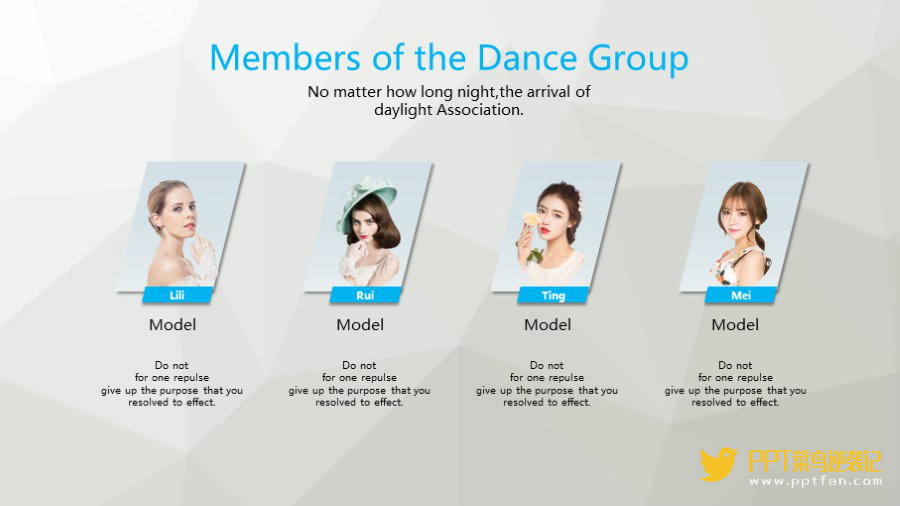 Members of the Dance Group
No matter how long night,the arrival of
daylight Association.
Lili
Rui
Ting
Mei
Model
Model
Model
Model
Do not
for one repulse
give up the purpose that you
resolved to effect.
Do not
for one repulse
give up the purpose that you
resolved to effect.
Do not
for one repulse
give up the purpose that you
resolved to effect.
Do not
for one repulse
give up the purpose that you
resolved to effect.
PPT菜鸟逆袭记
www.pptfan.com